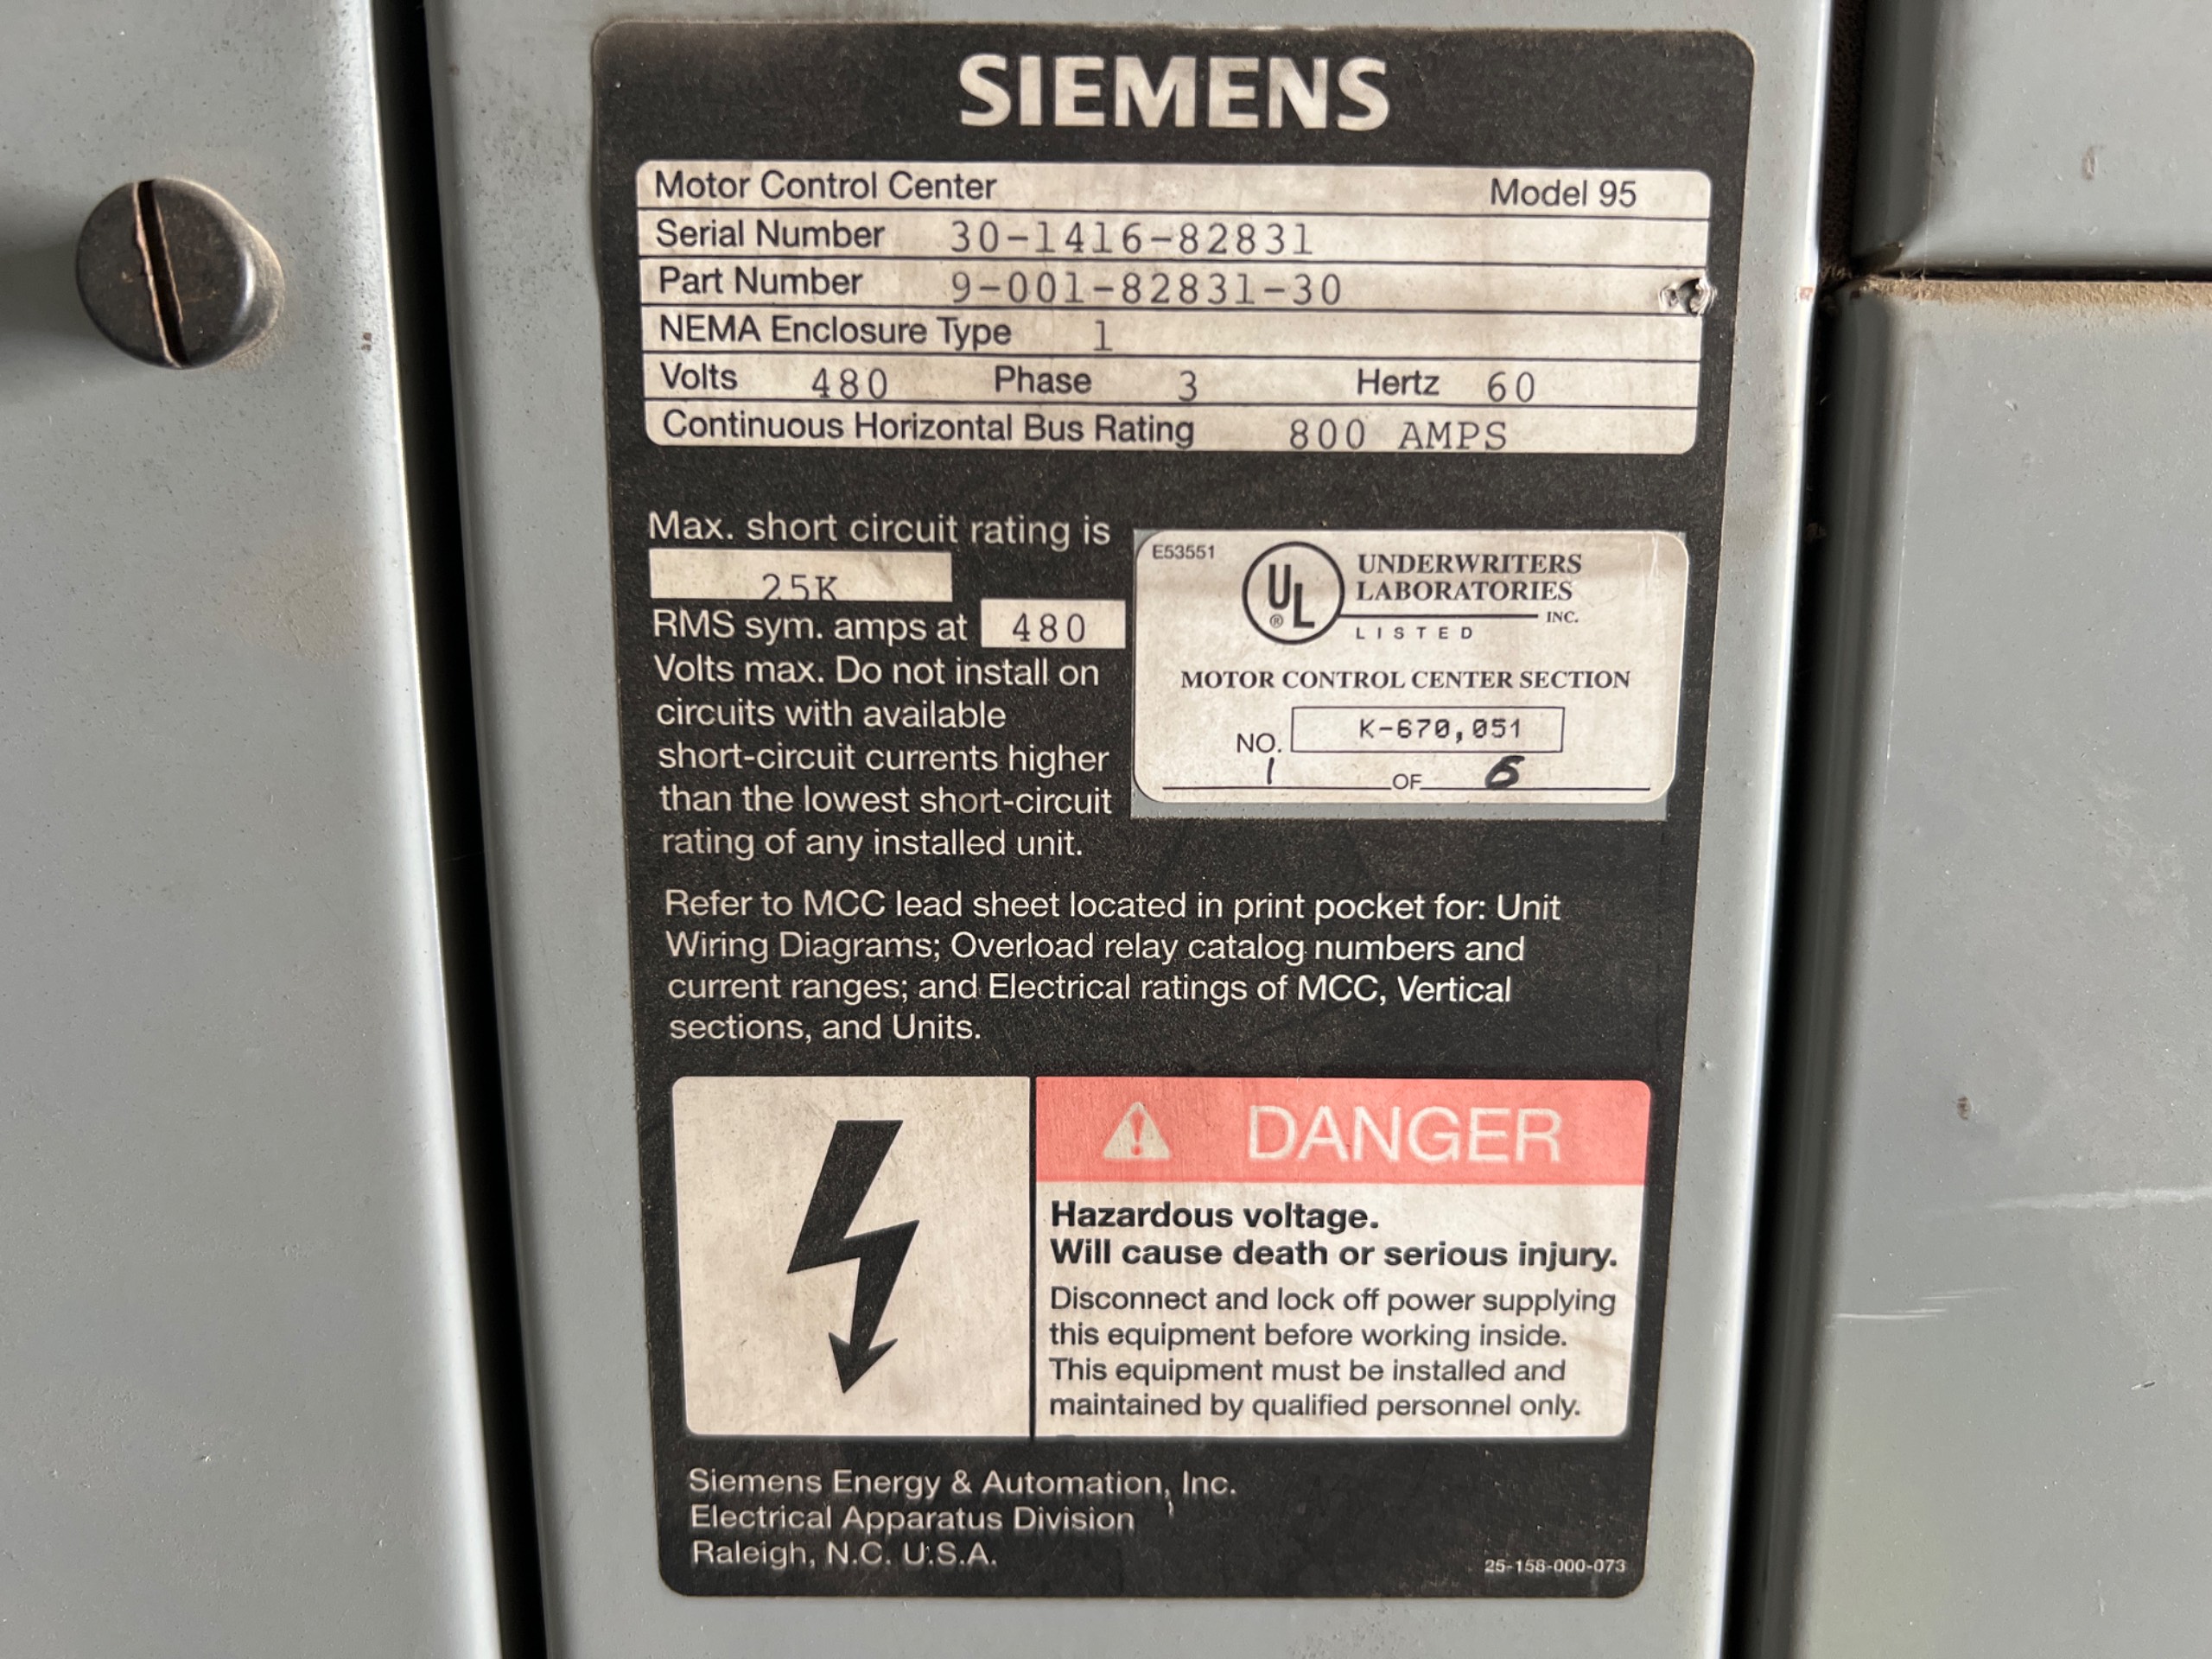 SIEMENS
Motor Control Center Model 95
Serial Number 30-1416-82831
Part Number 9-001-82831-30
NEMA Enclosure Type 1
Volts 480 Phase 3 Hertz 60
Continuous Horizontal Bus Rating 800 AMPS
Max. short circuit rating is
25K
RMS sym. amps at 480
Volts max. Do not install on
circuits with available
short-circuit currents higher
than the lowest short-circuit
rating of any installed unit.
E53551
UL ®
UNDERWRITERS
LABORATORIES
INC.
LISTED
MOTOR CONTROL CENTER SECTION
NO. K-670,051
1 OF
Refer to MCC lead sheet located in print pocket for: Unit
Wiring Diagrams; Overload relay catalog numbers and
current ranges; and Electrical ratings of MCC, Vertical
sections, and Units.
DANGER
Hazardous voltage.
Will cause death or serious injury.
Disconnect and lock off power supplying
this equipment before working inside.
This equipment must be installed and
maintained by qualified personnel only.
Siemens Energy & Automation, Inc.
Electrical Apparatus Division
Raleigh, N.C. U.S.A.
25-158-000-073